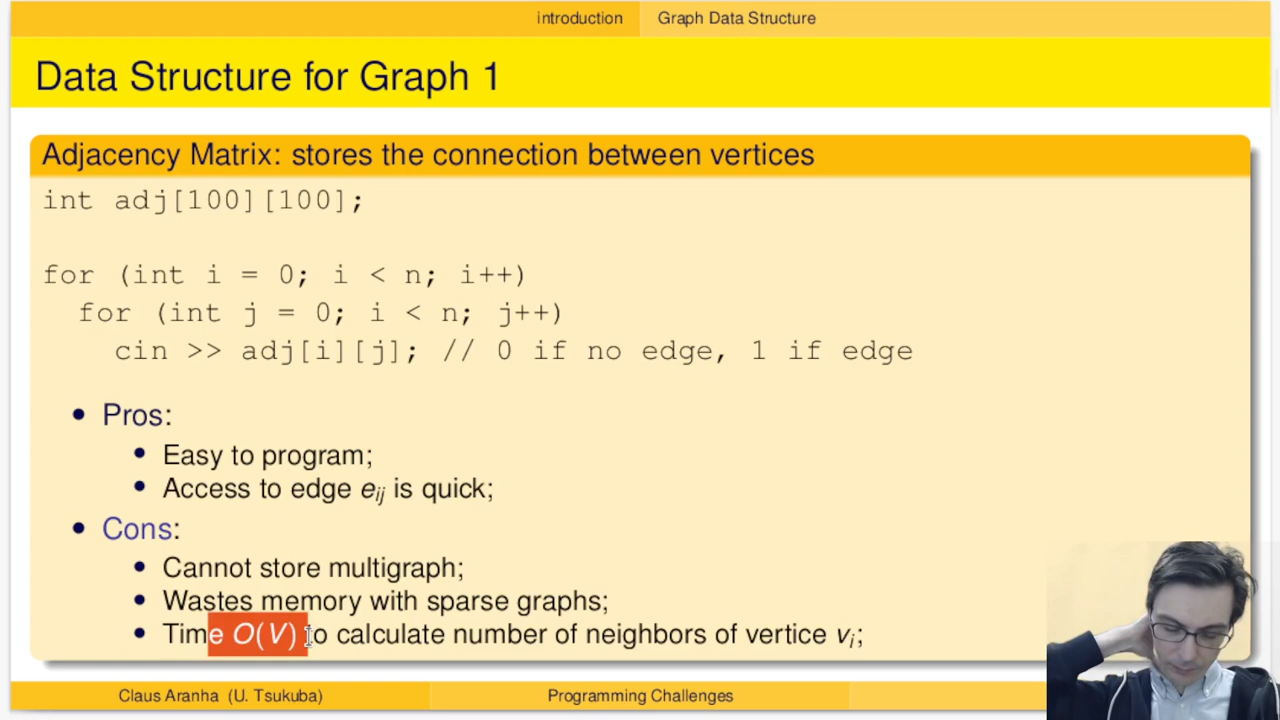 introduction Graph Data Structure
Data Structure for Graph 1
Adjacency Matrix: stores the connection between vertices
int adj[100][100];
for (int i = 0; i < n; i++)
for (int j = 0; i < n; j++)
cin >> adj[i][j]; // 0 if no edge, 1 if edge
• Pros:
• Easy to program;
• Access to edge eij is quick;
• Cons:
• Cannot store multigraph;
• Wastes memory with sparse graphs;
• Time O(V) to calculate number of neighbors of vertice vi;
Claus Aranha (U. Tsukuba) Programming Challenges